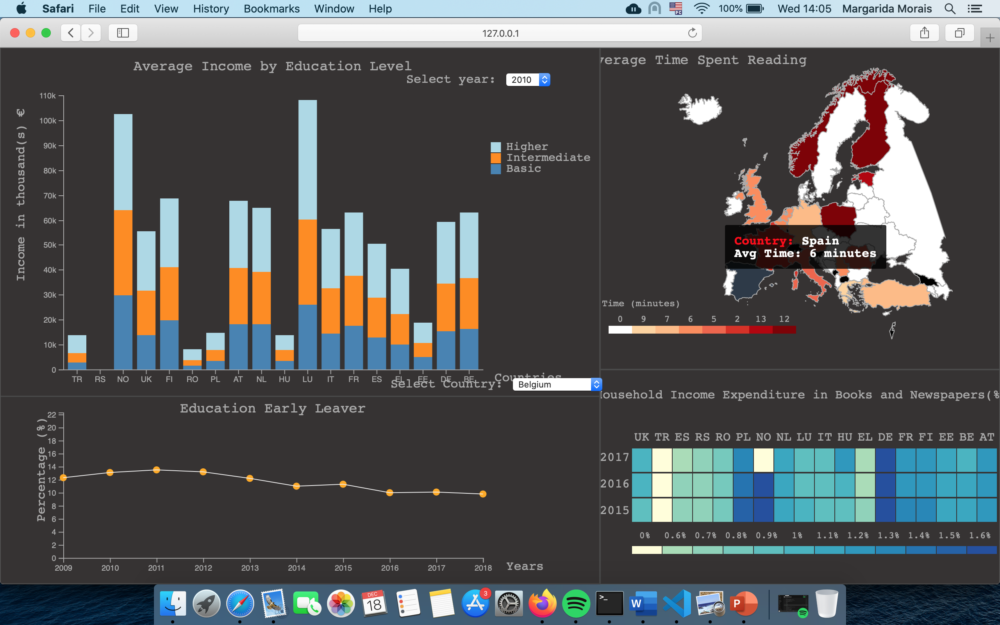 Safari File Edit View History Bookmarks Window Help
PC 100% Wed 14:05 Margarida Morais
127.0.0.1
Average Income by Education Level
Select year: 2010
Income in thousand(s) €
110k
100k
90k
80k
70k
60k
50k
40k
30k
20k
10k
0
Higher
Intermediate
Basic
TR RS NO UK FI RO PL AT NL HU LU IT FR ES EL EE DE BE
Countries
Select Country: Belgium
Education Early Leaver
Percentage (%)
22
20
18
16
14
12
10
8
6
4
2
0
2009 2010 2011 2012 2013 2014 2015 2016 2017 2018
Years
verage Time Spent Reading
Country: Spain
Avg Time: 6 minutes
Time (minutes)
0 9 7 6 5 2 13 12
ousehold Income Expenditure in Books and Newspapers(%
UK TR ES RS RO PL NO NL LU IT HU EL DE FR FI EE BE AT
2017
2016
2015
0% 0.6% 0.7% 0.8% 0.9% 1% 1.1% 1.2% 1.3% 1.4% 1.5% 1.6%
DEC
18
3
>_
W
P